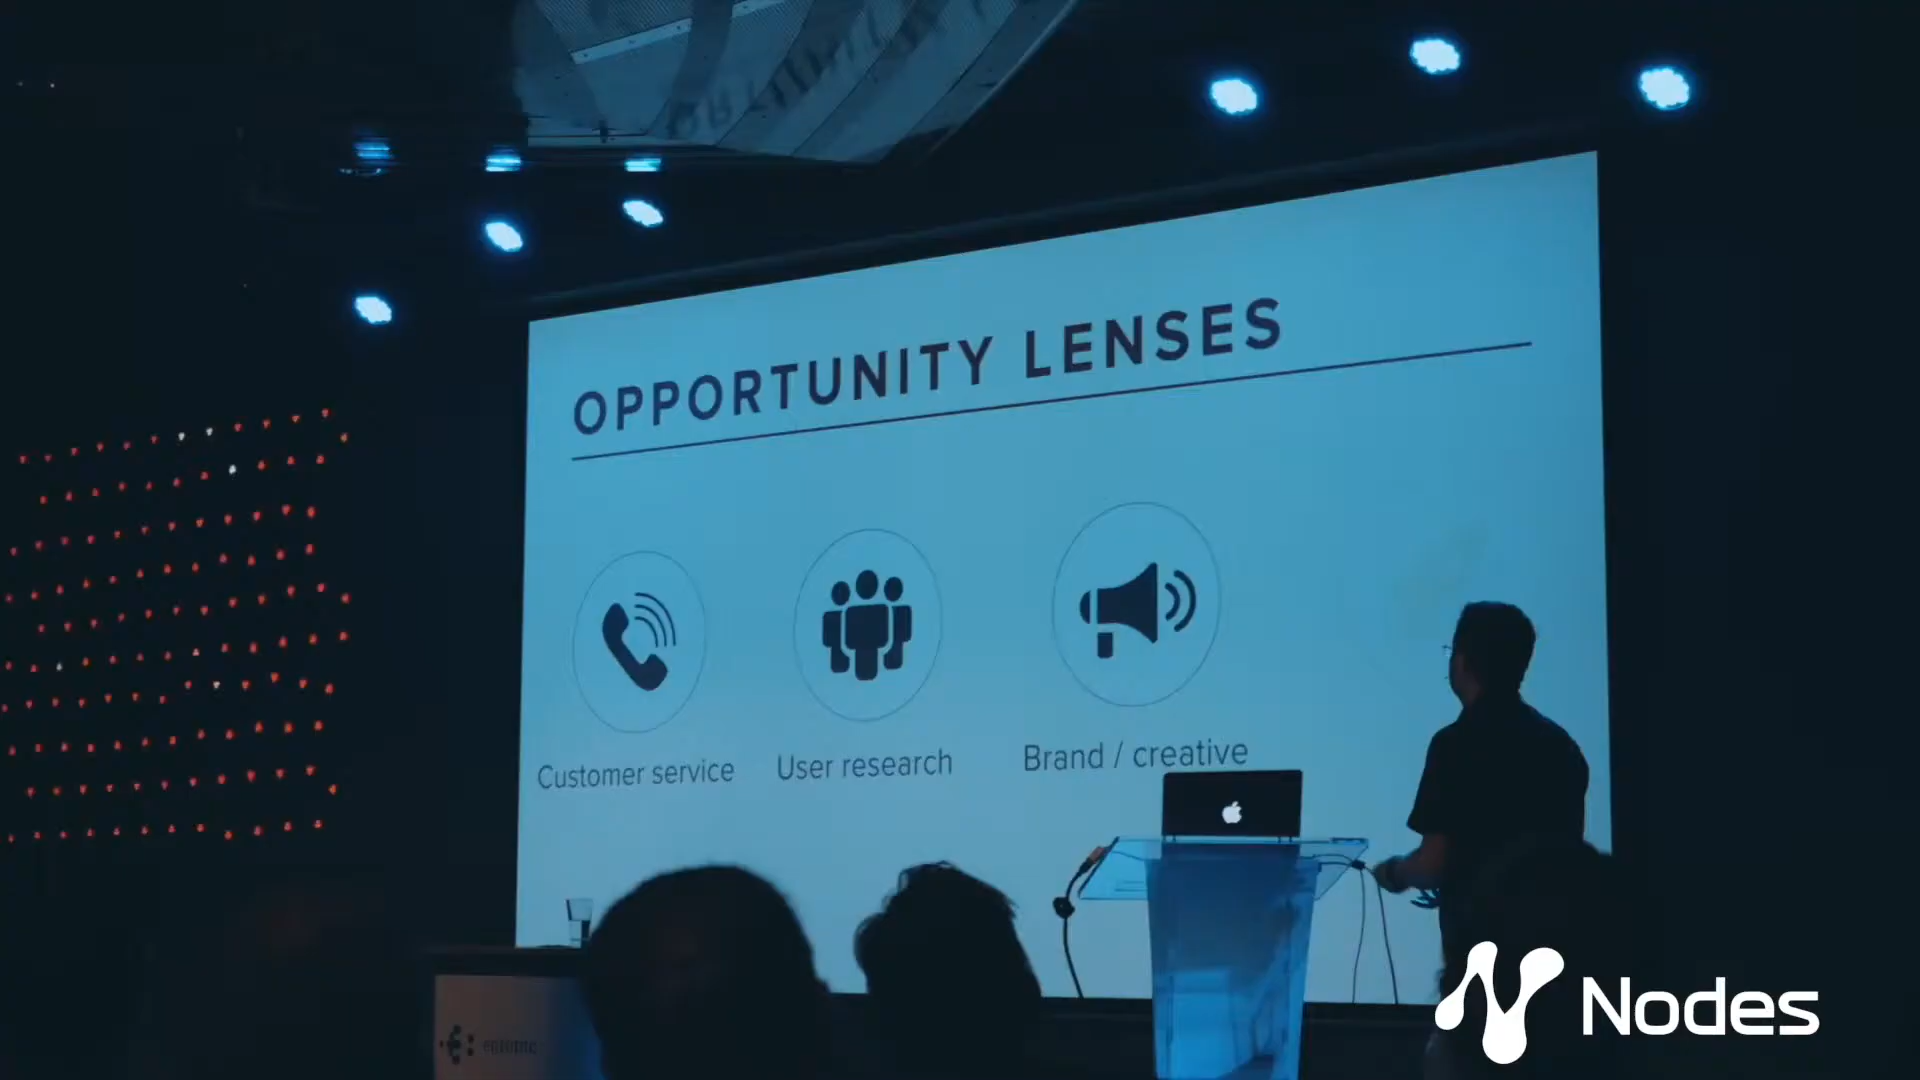 OPPORTUNITY LENSES
Customer service
User research
Brand / creative
Nodes